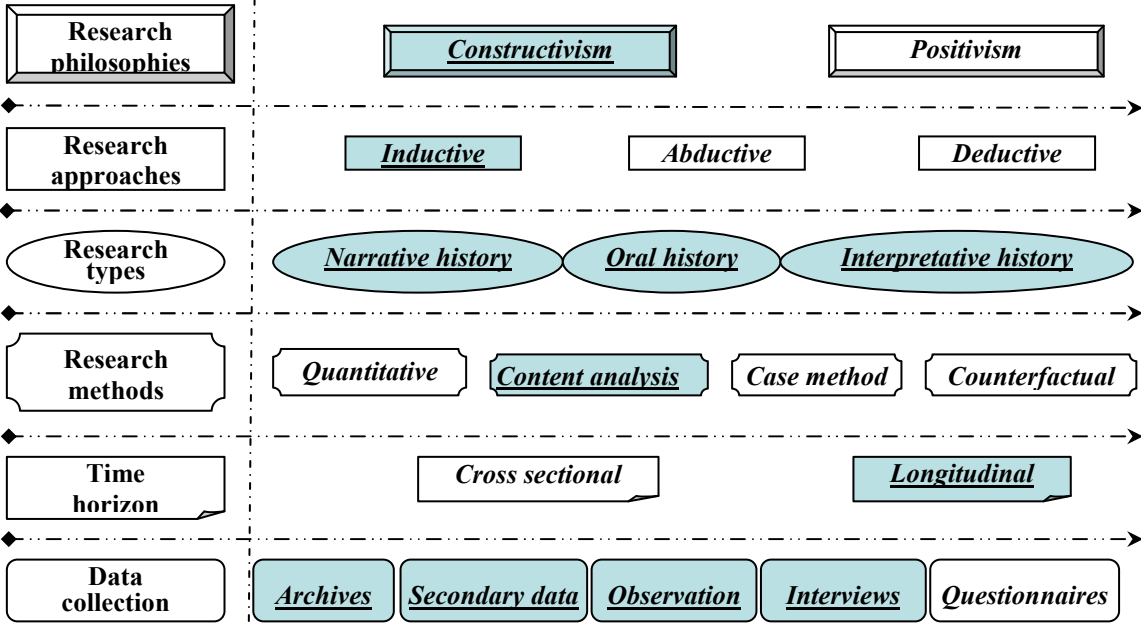 Research
philosophies
Constructivism
Positivism
Research
approaches
Inductive
Abductive
Deductive
Research
types
Narrative history
Oral history
Interpretative history
Research
methods
Quantitative
Content analysis
Case method
Counterfactual
Time
horizon
Cross sectional
Longitudinal
Data
collection
Archives
Secondary data
Observation
Interviews
Questionnaires